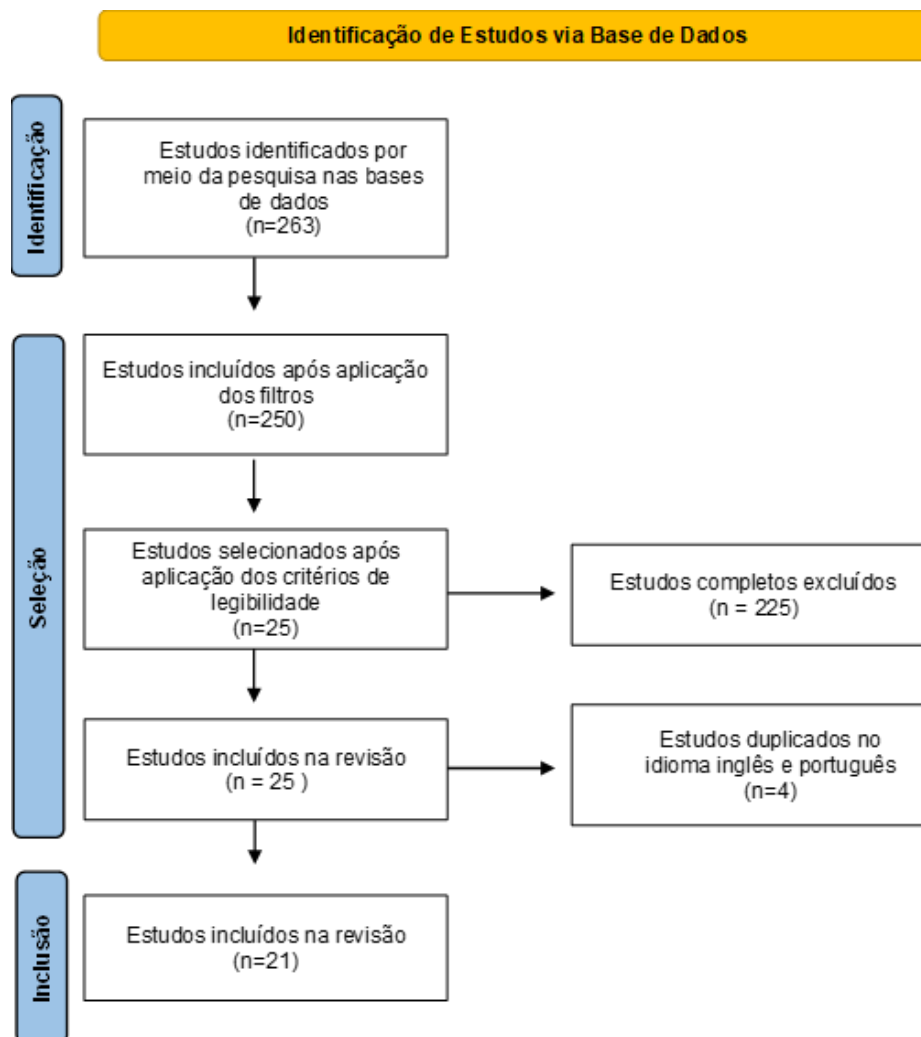 Identificação de Estudos via Base de Dados
Identificação
Estudos identificados por
meio da pesquisa nas bases
de dados
(n=263)
Seleção
Estudos incluídos após aplicação
dos filtros
(n=250)
Estudos selecionados após
aplicação dos critérios de
legibilidade
(n=25)
Estudos completos excluídos
(n = 225)
Estudos incluídos na revisão
(n = 25 )
Estudos duplicados no
idioma inglês e português
(n=4)
Inclusão
Estudos incluídos na revisão
(n=21)